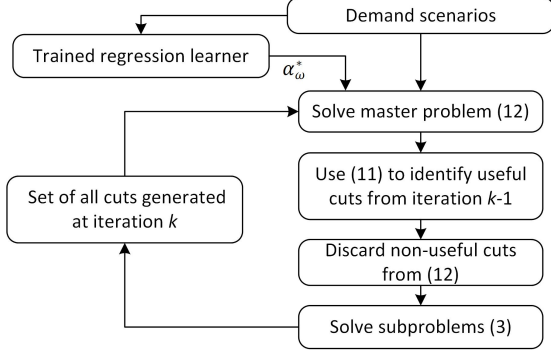 Demand scenarios
Trained regression learner
α*ω
Solve master problem (12)
Use (11) to identify useful
cuts from iteration k-1
Set of all cuts generated
at iteration k
Discard non-useful cuts
from (12)
Solve subproblems (3)